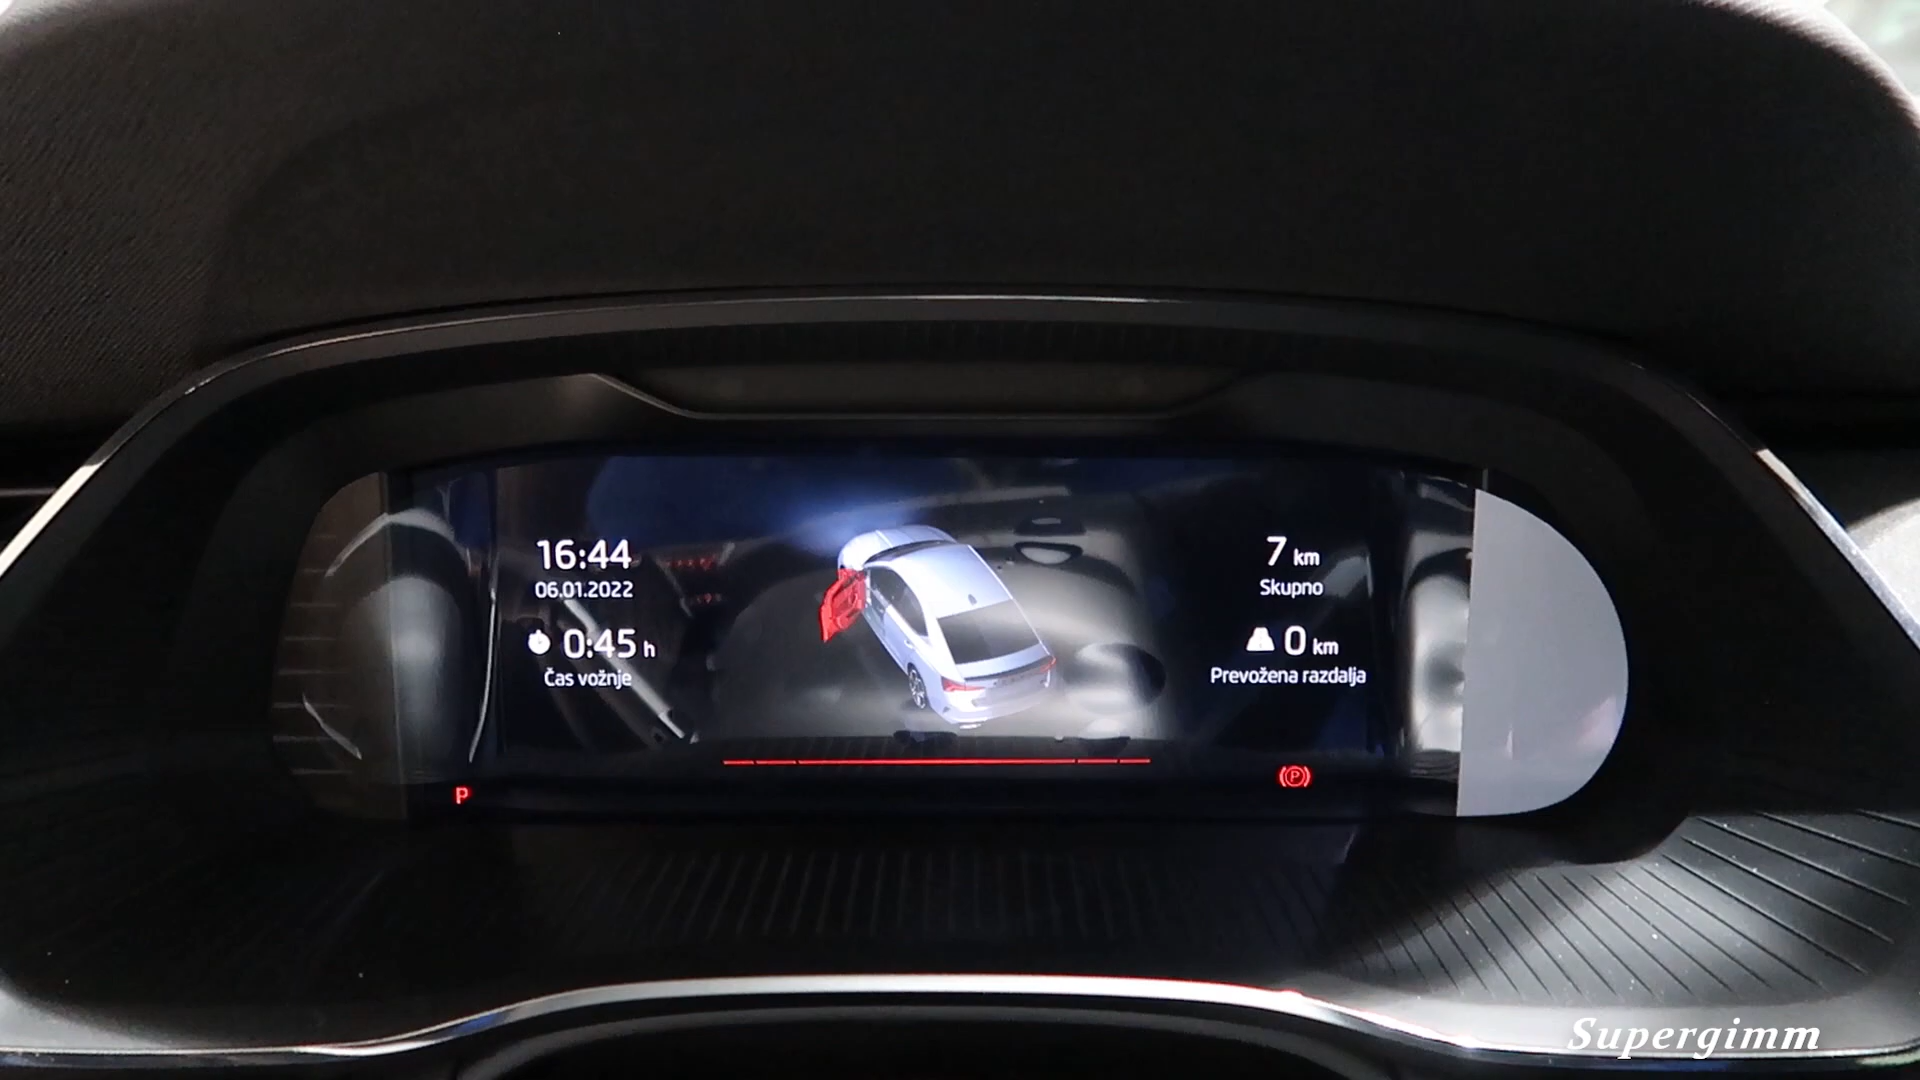 16:44
06.01.2022
0:45 h
Čas vožnje
7 km
Skupno
0 km
Prevožena razdalja
P
(P)
Supergimm